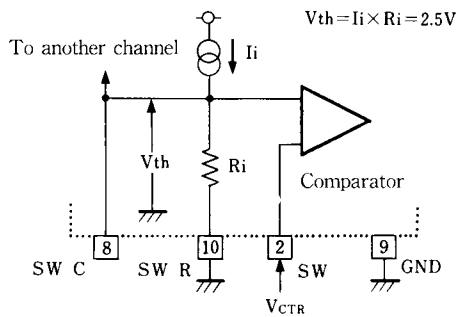 Vth=Ii×Ri=2.5V
To another channel
Ii
Vth
Ri
Comparator
8
10
2
9
SW C
SW R
SW
GND
VCTR